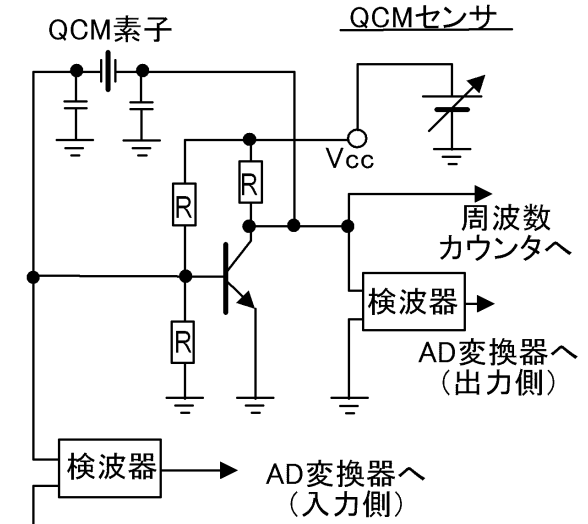 QCM素子
QCMセンサ
Vcc
R
R
R
周波数
カウンタへ
検波器
AD変換器へ
（出力側）
検波器
AD変換器へ
（入力側）